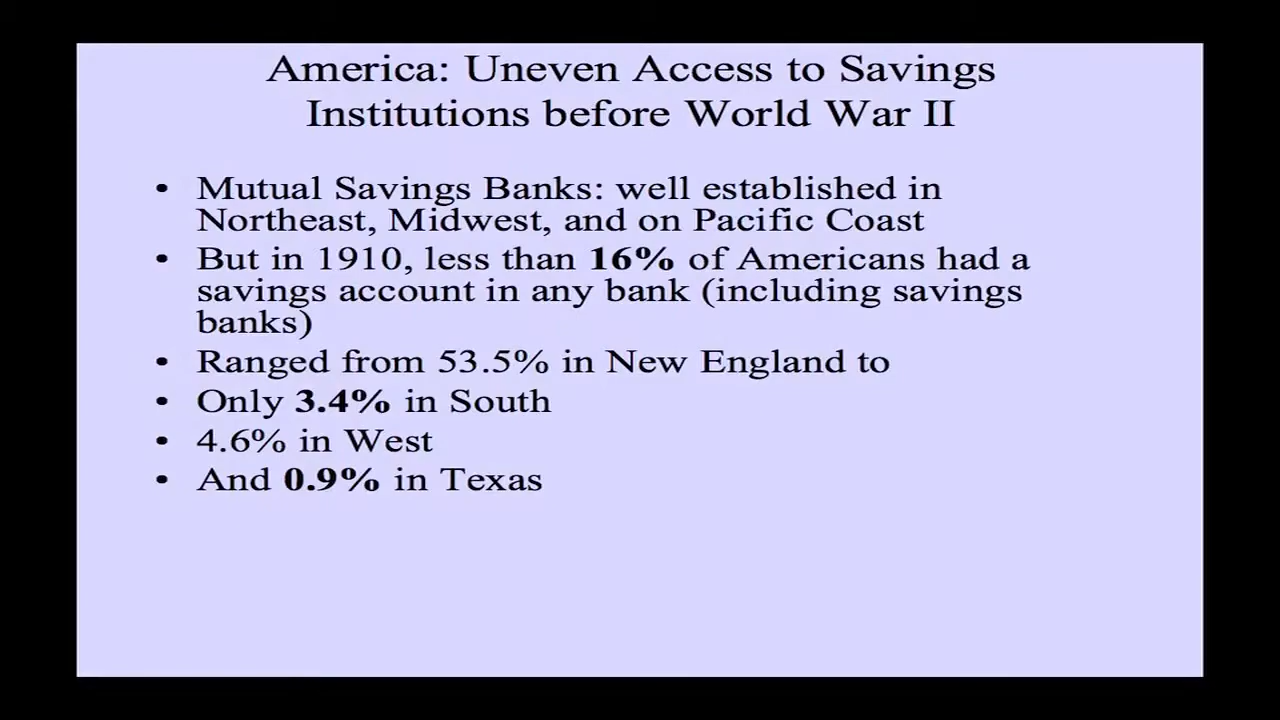 America: Uneven Access to Savings
Institutions before World War II
• Mutual Savings Banks: well established in
Northeast, Midwest, and on Pacific Coast
• But in 1910, less than 16% of Americans had a
savings account in any bank (including savings
banks)
• Ranged from 53.5% in New England to
• Only 3.4% in South
• 4.6% in West
• And 0.9% in Texas